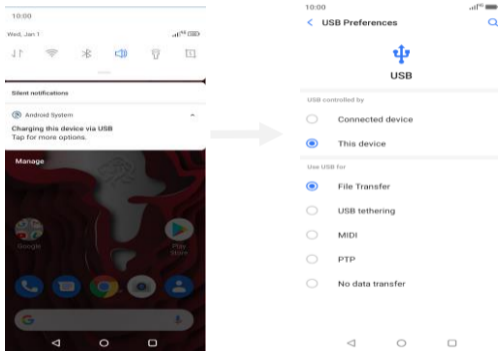 10:00
Wed, Jan 1
4G
Silent notifications
Android System
Charging this device via USB
Tap for more options.
Manage
Google
Play
Store
10:00
4G
USB Preferences
USB
USB controlled by
Connected device
This device
Use USB for
File Transfer
USB tethering
MIDI
PTP
No data transfer